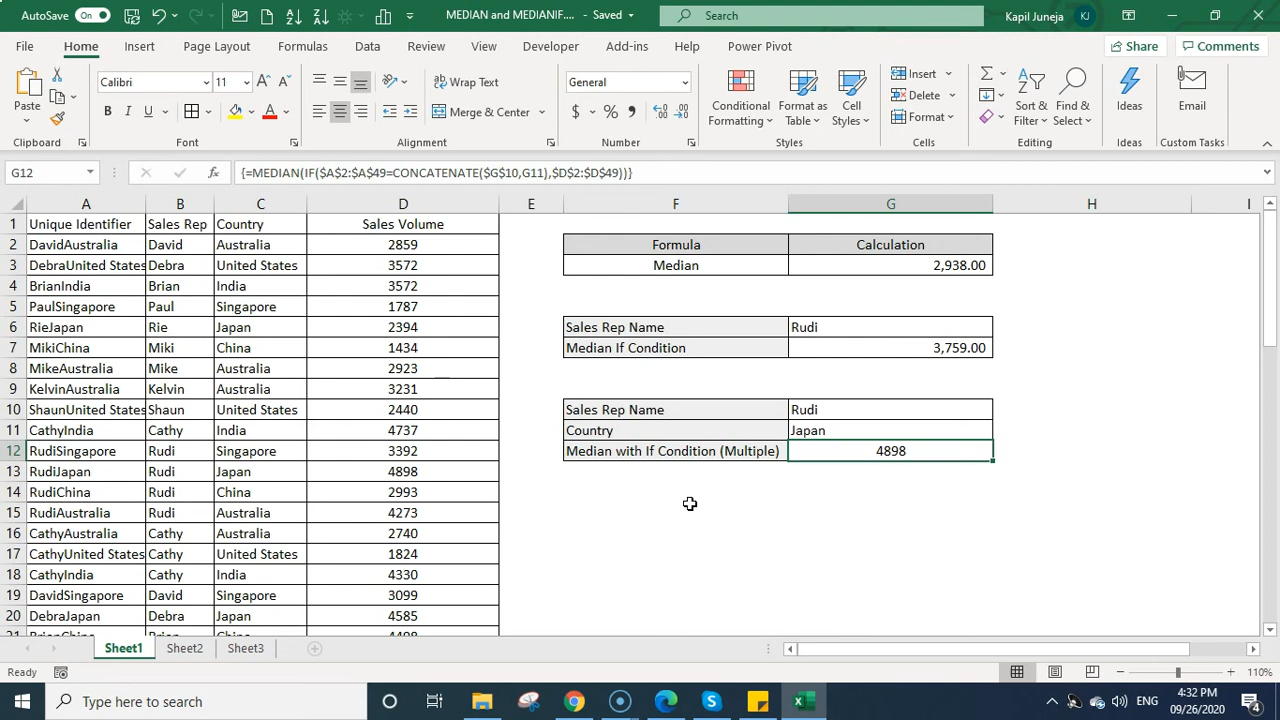 AutoSave On MEDIAN and MEDIANIF.... - Saved Search Kapil Juneja KJ
File Home Insert Page Layout Formulas Data Review View Developer Add-ins Help Power Pivot Share Comments
Paste Calibri 11 Wrap Text General Conditional Formatting Format as Table Cell Styles Insert Sort & Filter Find & Select Ideas Email
B I U A Merge & Center $ % Delete
Format
Clipboard Font Alignment Number Styles Cells Editing Ideas Custom Tasks
G12 fx {=MEDIAN(IF($A$2:$A$49=CONCATENATE($G$10,G11),$D$2:$D$49))}
A B C D E F G H I
1 Unique Identifier Sales Rep Country Sales Volume
2 DavidAustralia David Australia 2859 Formula Calculation
3 DebraUnited States Debra United States 3572 Median 2,938.00
4 BrianIndia Brian India 3572
5 PaulSingapore Paul Singapore 1787
6 RieJapan Rie Japan 2394 Sales Rep Name Rudi
7 MikiChina Miki China 1434 Median If Condition 3,759.00
8 MikeAustralia Mike Australia 2923
9 KelvinAustralia Kelvin Australia 3231
10 ShaunUnited States Shaun United States 2440 Sales Rep Name Rudi
11 CathyIndia Cathy India 4737 Country Japan
12 RudiSingapore Rudi Singapore 3392 Median with If Condition (Multiple) 4898
13 RudiJapan Rudi Japan 4898
14 RudiChina Rudi China 2993
15 RudiAustralia Rudi Australia 4273
16 CathyAustralia Cathy Australia 2740
17 CathyUnited States Cathy United States 1824
18 CathyIndia Cathy India 4330
19 DavidSingapore David Singapore 3099
20 DebraJapan Debra Japan 4585
Sheet1 Sheet2 Sheet3
Ready 110%
Type here to search ENG 4:32 PM
09/26/2020 4